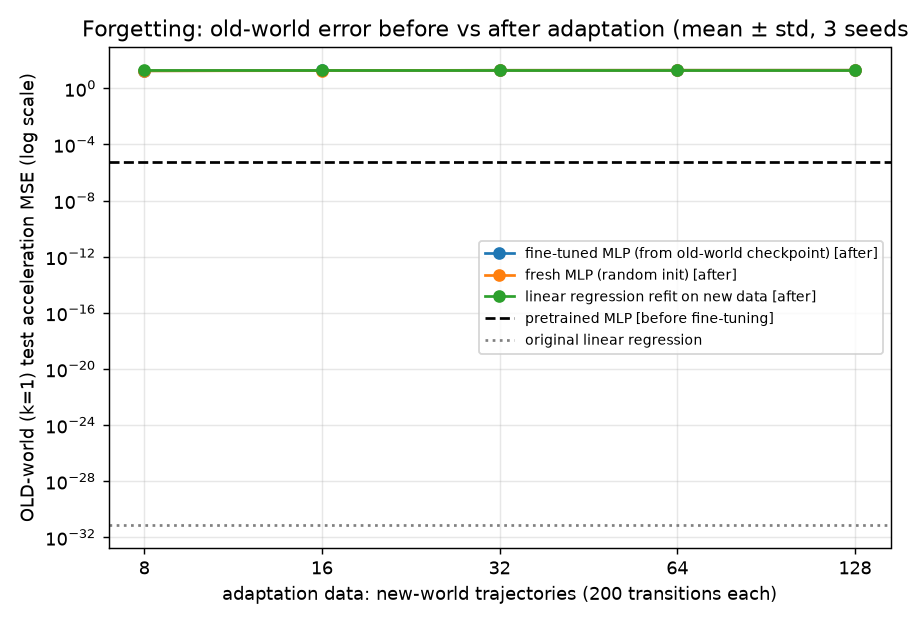 Forgetting: old-world error before vs after adaptation (mean ± std, 3 seeds
OLD-world (k=1) test acceleration MSE (log scale)
10⁰
10⁻⁴
10⁻⁸
10⁻¹²
10⁻¹⁶
10⁻²⁰
10⁻²⁴
10⁻²⁸
10⁻³²
fine-tuned MLP (from old-world checkpoint) [after]
fresh MLP (random init) [after]
linear regression refit on new data [after]
pretrained MLP [before fine-tuning]
original linear regression
8 16 32 64 128
adaptation data: new-world trajectories (200 transitions each)